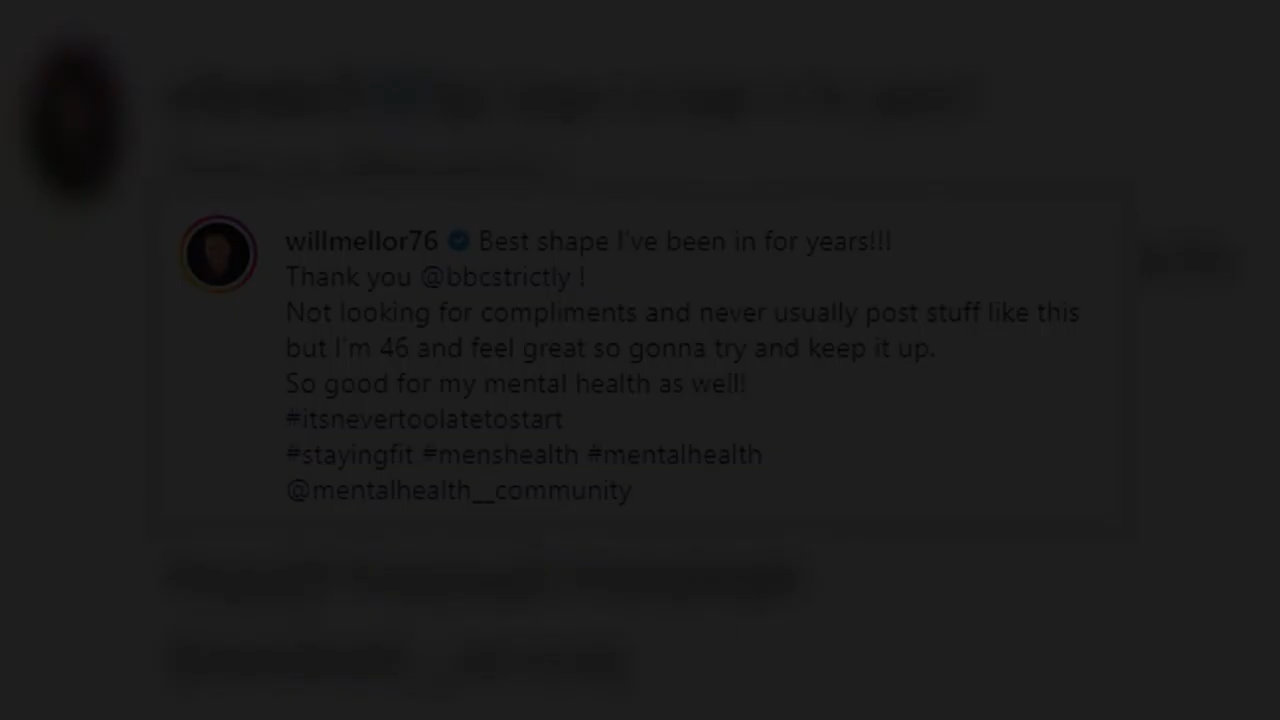 willmellor76 Best shape I've been in for years!!!
Thank you @bbcstrictly !
Not looking for compliments and never usually post stuff like this
but I'm 46 and feel great so gonna try and keep it up.
So good for my mental health as well!
#itsnevertoolatetostart
#stayingfit #menshealth #mentalhealth
@mentalhealth__community